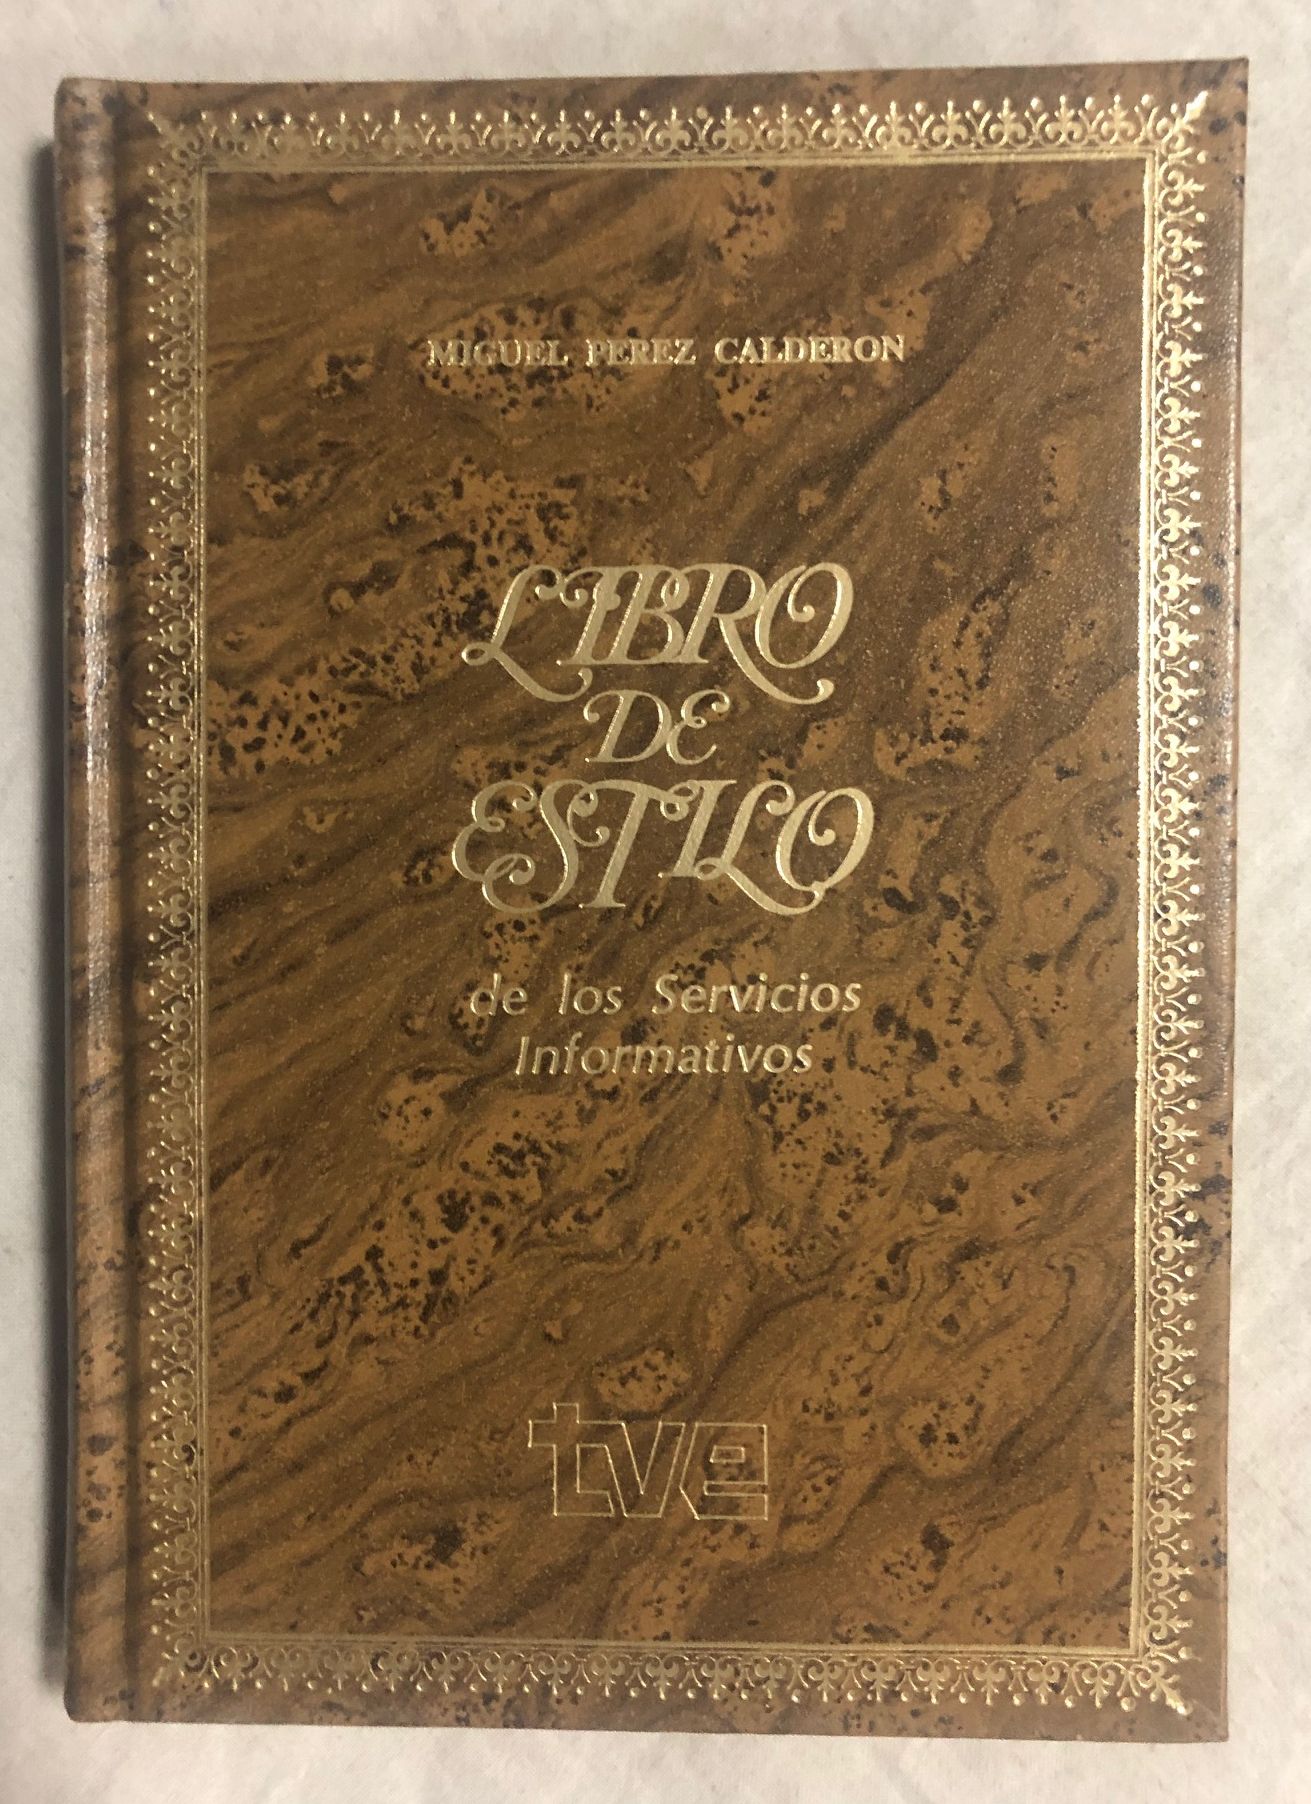 MIGUEL PEREZ CALDERON
LIBRO
DE
ESTILO
de los Servicios
Informativos
tve